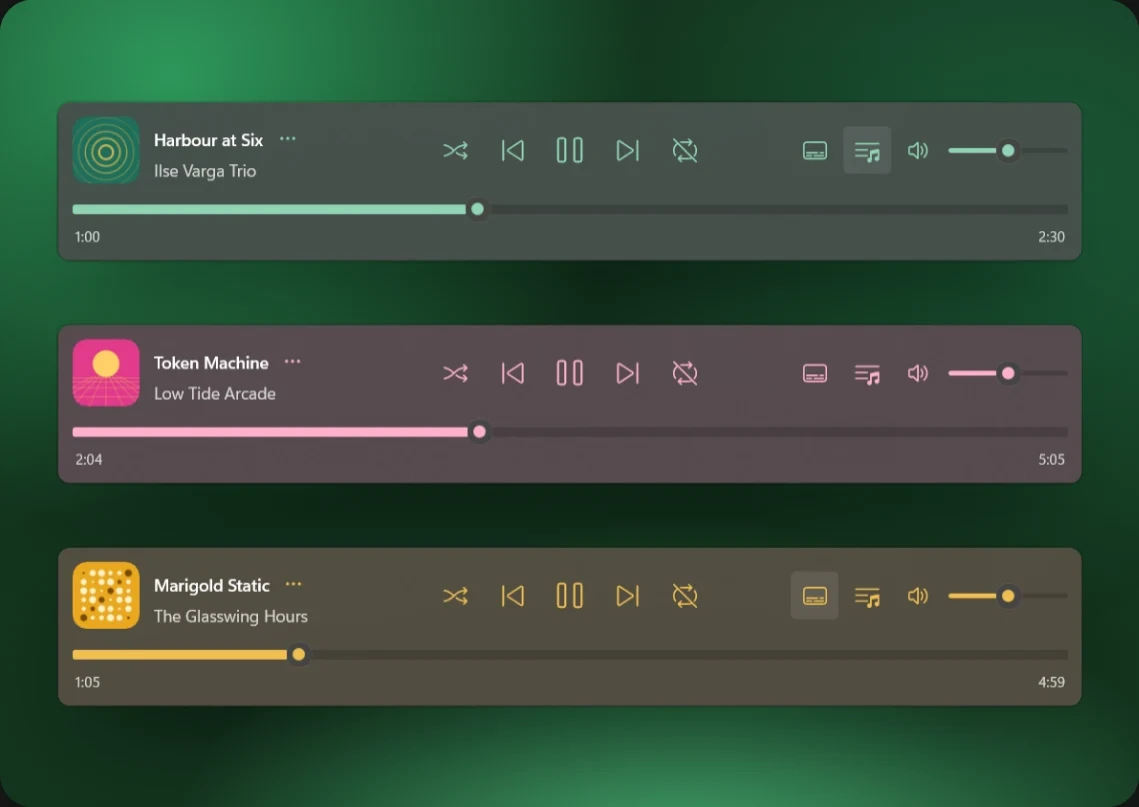 Harbour at Six
Ilse Varga Trio
1:00
2:30
Token Machine
Low Tide Arcade
2:04
5:05
Marigold Static
The Glasswing Hours
1:05
4:59